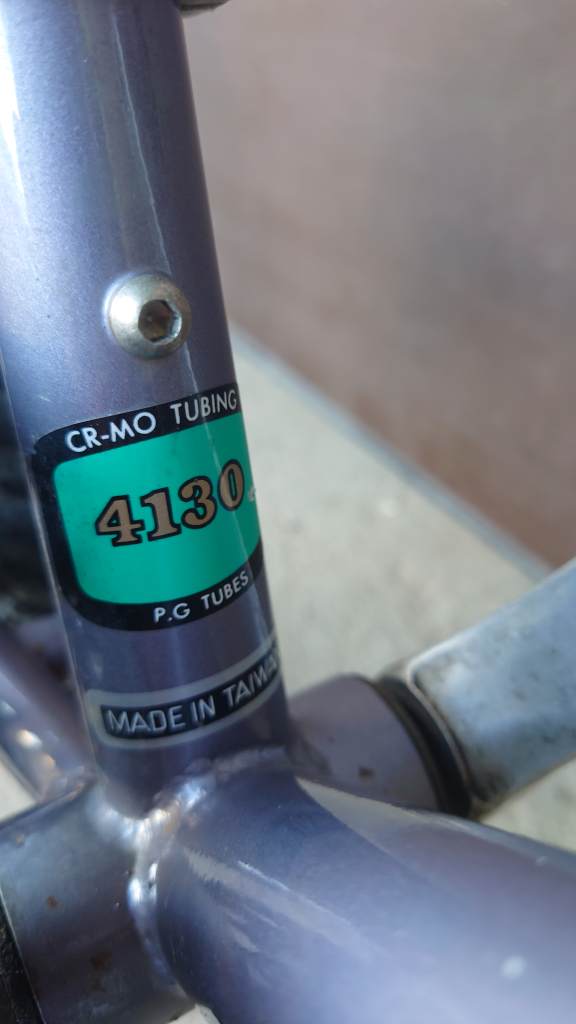 CR-MO TUBING
4130
P.G TUBES
MADE IN TAIWAN